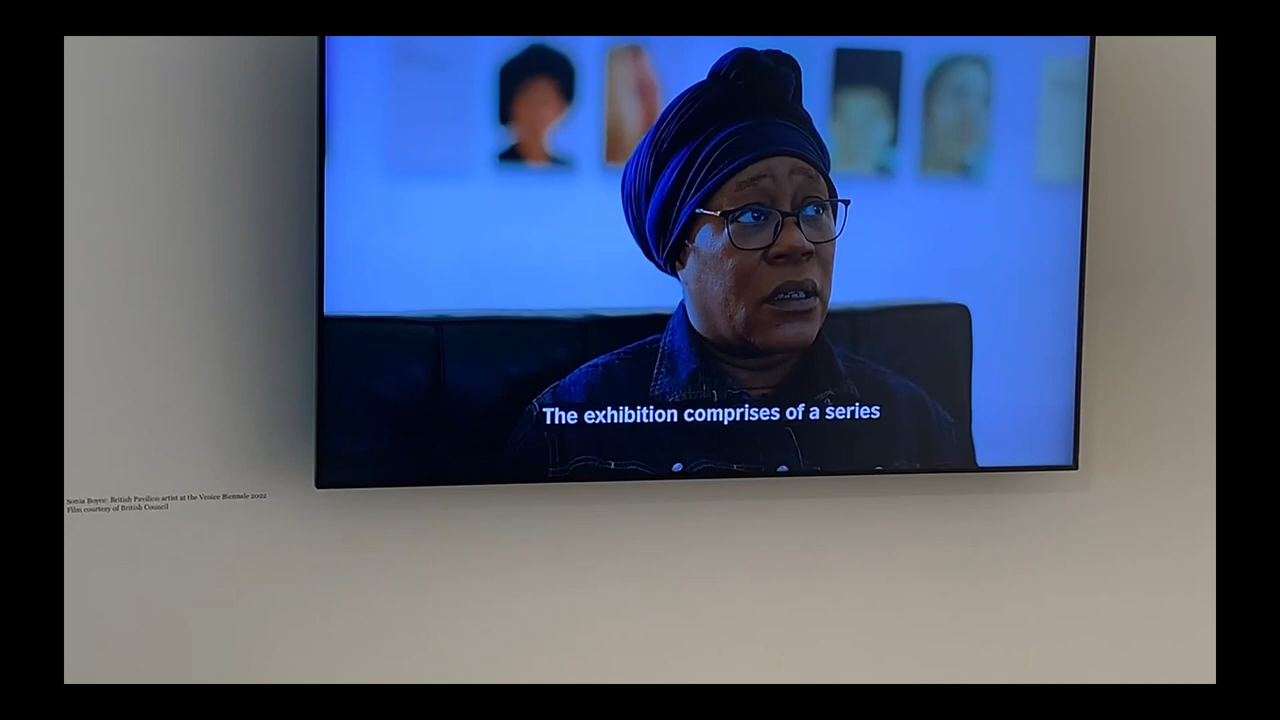 The exhibition comprises of a series
Sonia Boyce: British Pavilion artist at the Venice Biennale 2022
Film courtesy of British Council